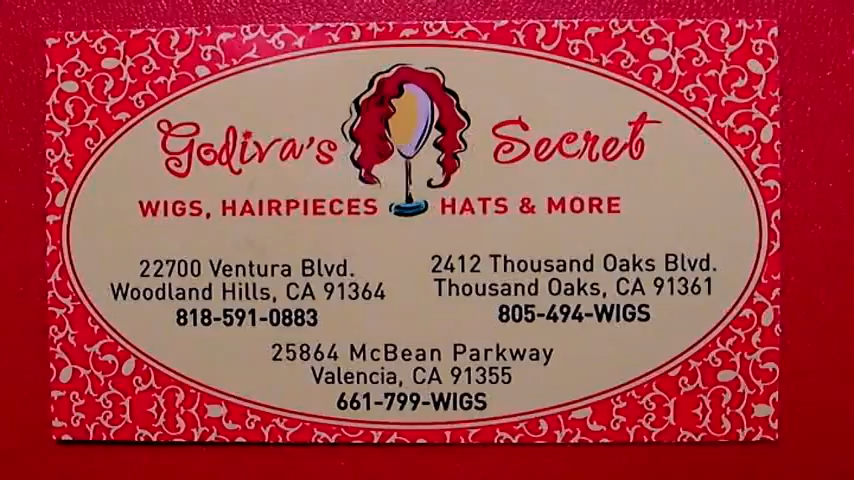 Godiva's Secret
WIGS, HAIRPIECES HATS & MORE
22700 Ventura Blvd.
Woodland Hills, CA 91364
818-591-0883
2412 Thousand Oaks Blvd.
Thousand Oaks, CA 91361
805-494-WIGS
25864 McBean Parkway
Valencia, CA 91355
661-799-WIGS